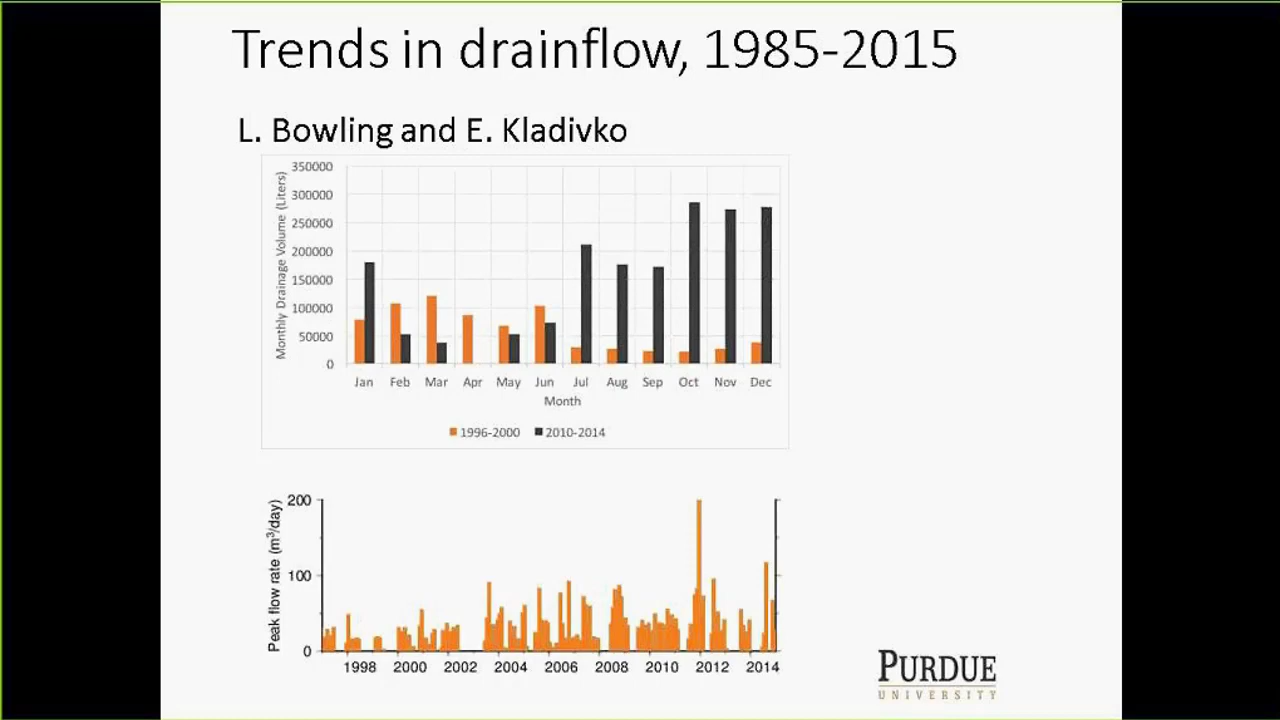 Trends in drainflow, 1985-2015
L. Bowling and E. Kladivko
Monthly Drainage Volume (Liters)
350000
300000
250000
200000
150000
100000
50000
0
Jan Feb Mar Apr May Jun Jul Aug Sep Oct Nov Dec
Month
1996-2000 2010-2014
Peak flow rate (m³/day)
200
100
0
1998 2000 2002 2004 2006 2008 2010 2012 2014
PURDUE
UNIVERSITY